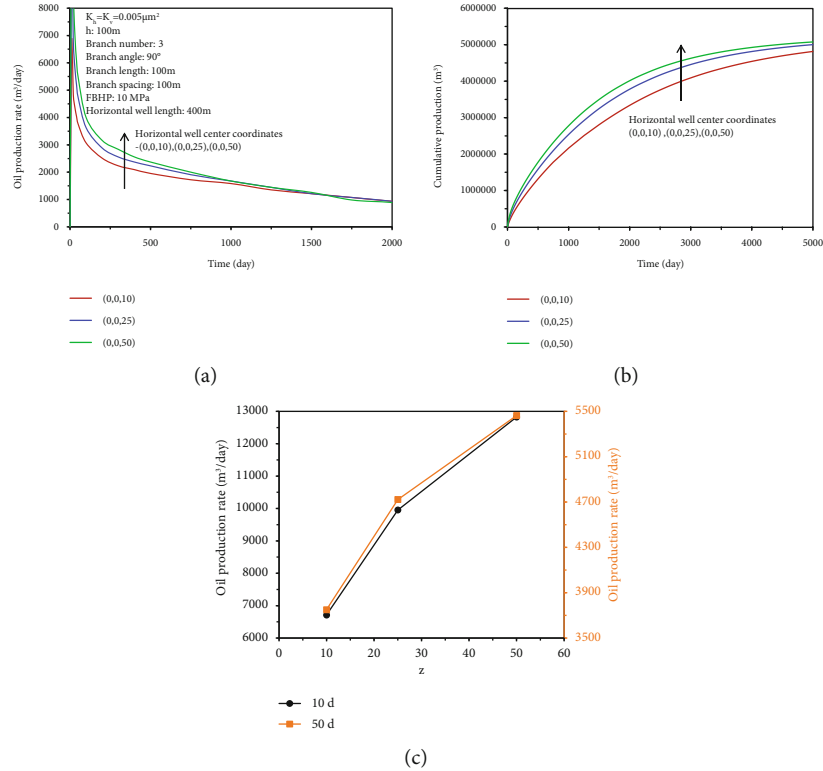 8000
7000
6000
5000
4000
3000
2000
1000
0
Oil production rate (m³/day)
Kₕ=Kᵥ=0.005μm²
h: 100m
Branch number: 3
Branch angle: 90°
Branch length: 100m
Branch spacing: 100m
FBHP: 10 MPa
Horizontal well length: 400m
Horizontal well center coordinates
-(0,0,10),(0,0,25),(0,0,50)
0 500 1000 1500 2000
Time (day)
(0,0,10)
(0,0,25)
(0,0,50)
(a)
6000000
5000000
4000000
3000000
2000000
1000000
0
Cumulative production (m³)
Horizontal well center coordinates
(0,0,10) ,(0,0,25),(0,0,50)
0 1000 2000 3000 4000 5000
Time (day)
(0,0,10)
(0,0,25)
(0,0,50)
(b)
13000
12000
11000
10000
9000
8000
7000
6000
Oil production rate (m³/day)
5500
4700
4300
3900
3500
Oil production rate (m³/day)
0 10 20 30 40 50 60
z
10 d
50 d
(c)